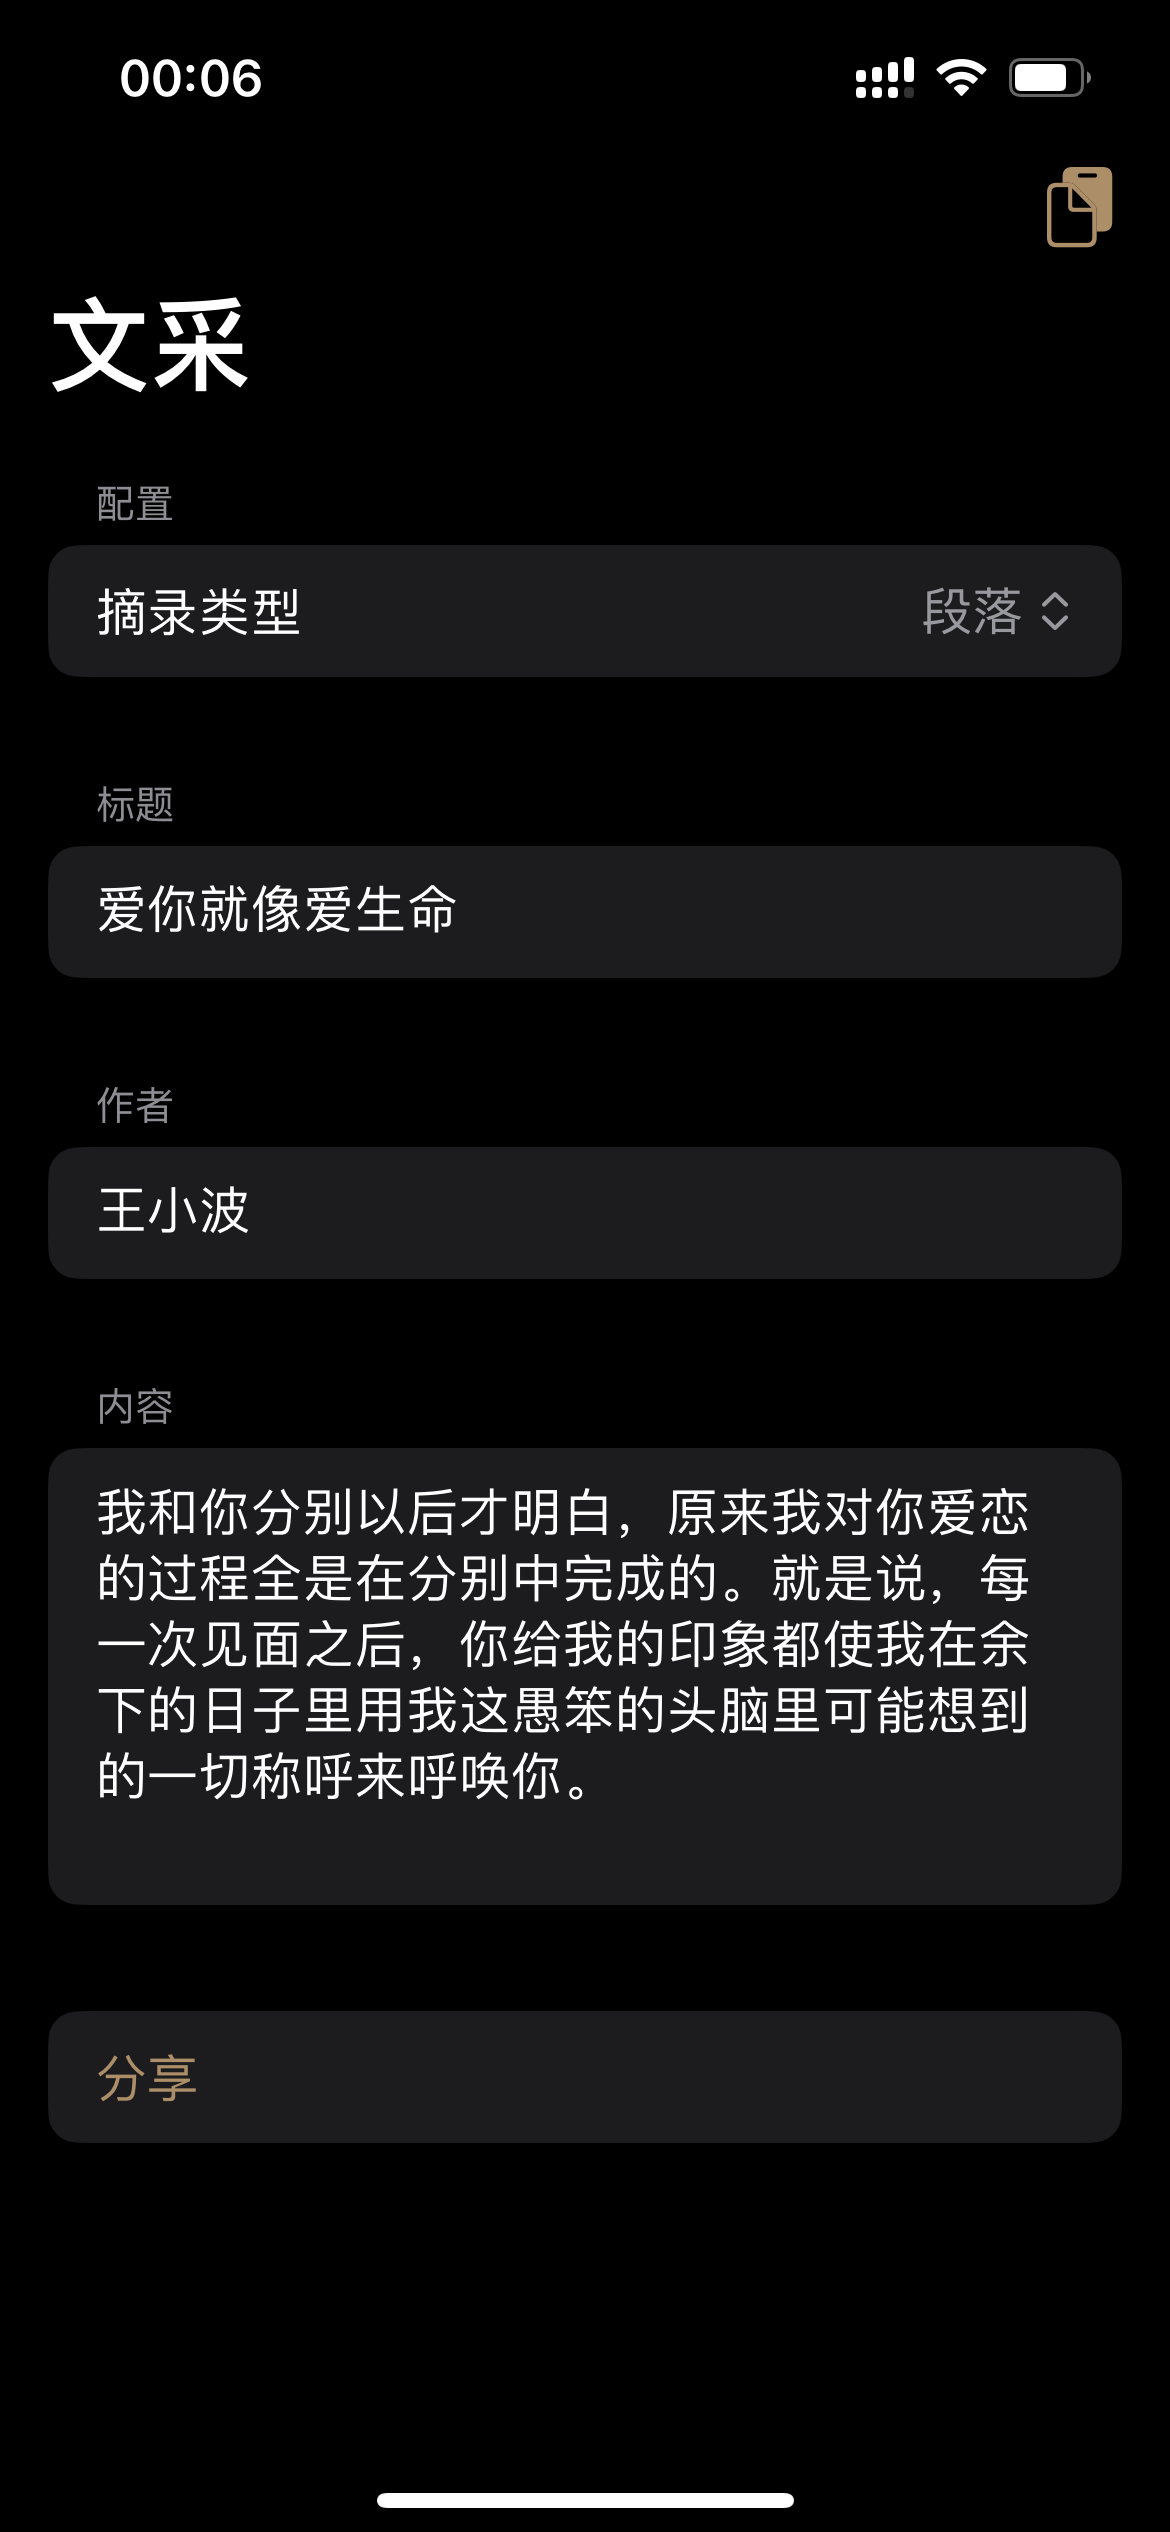 00:06
文采
配置
摘录类型 段落
标题
爱你就像爱生命
作者
王小波
内容
我和你分别以后才明白，原来我对你爱恋
的过程全是在分别中完成的。就是说，每
一次见面之后，你给我的印象都使我在余
下的日子里用我这愚笨的头脑里可能想到
的一切称呼来呼唤你。
分享